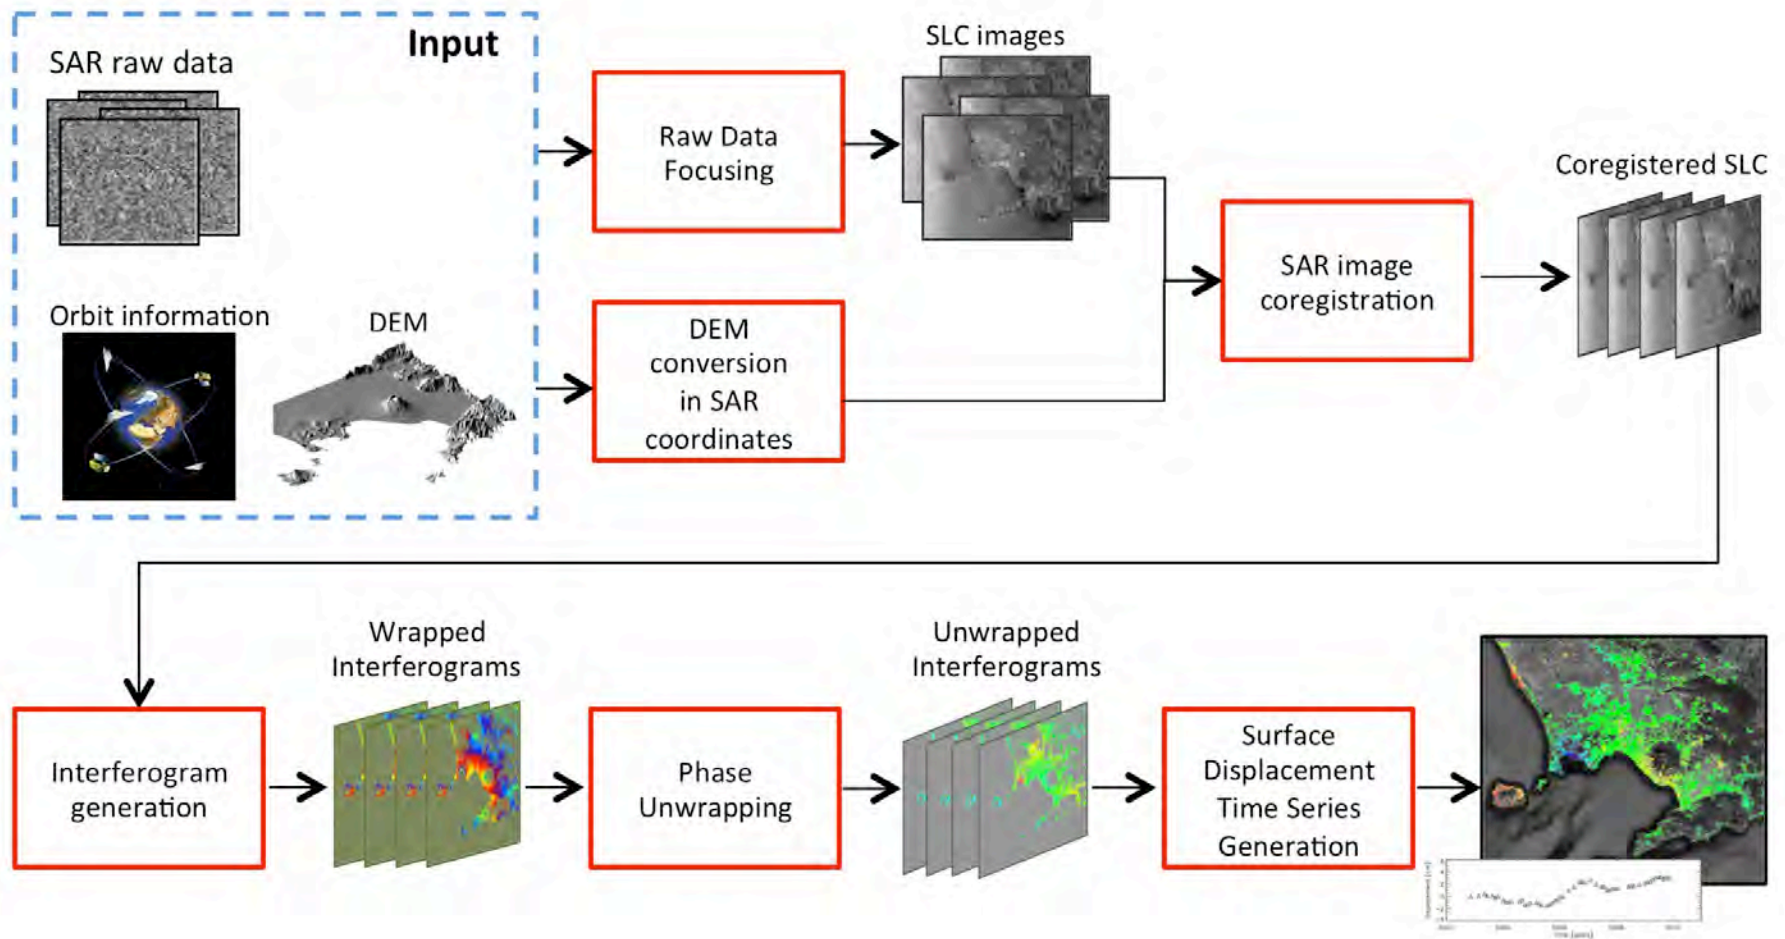 Input
SAR raw data
Orbit information
DEM
Raw Data
Focusing
SLC images
DEM
conversion
in SAR
coordinates
SAR image
coregistration
Coregistered SLC
Interferogram
generation
Wrapped
Interferograms
Phase
Unwrapping
Unwrapped
Interferograms
Surface
Displacement
Time Series
Generation